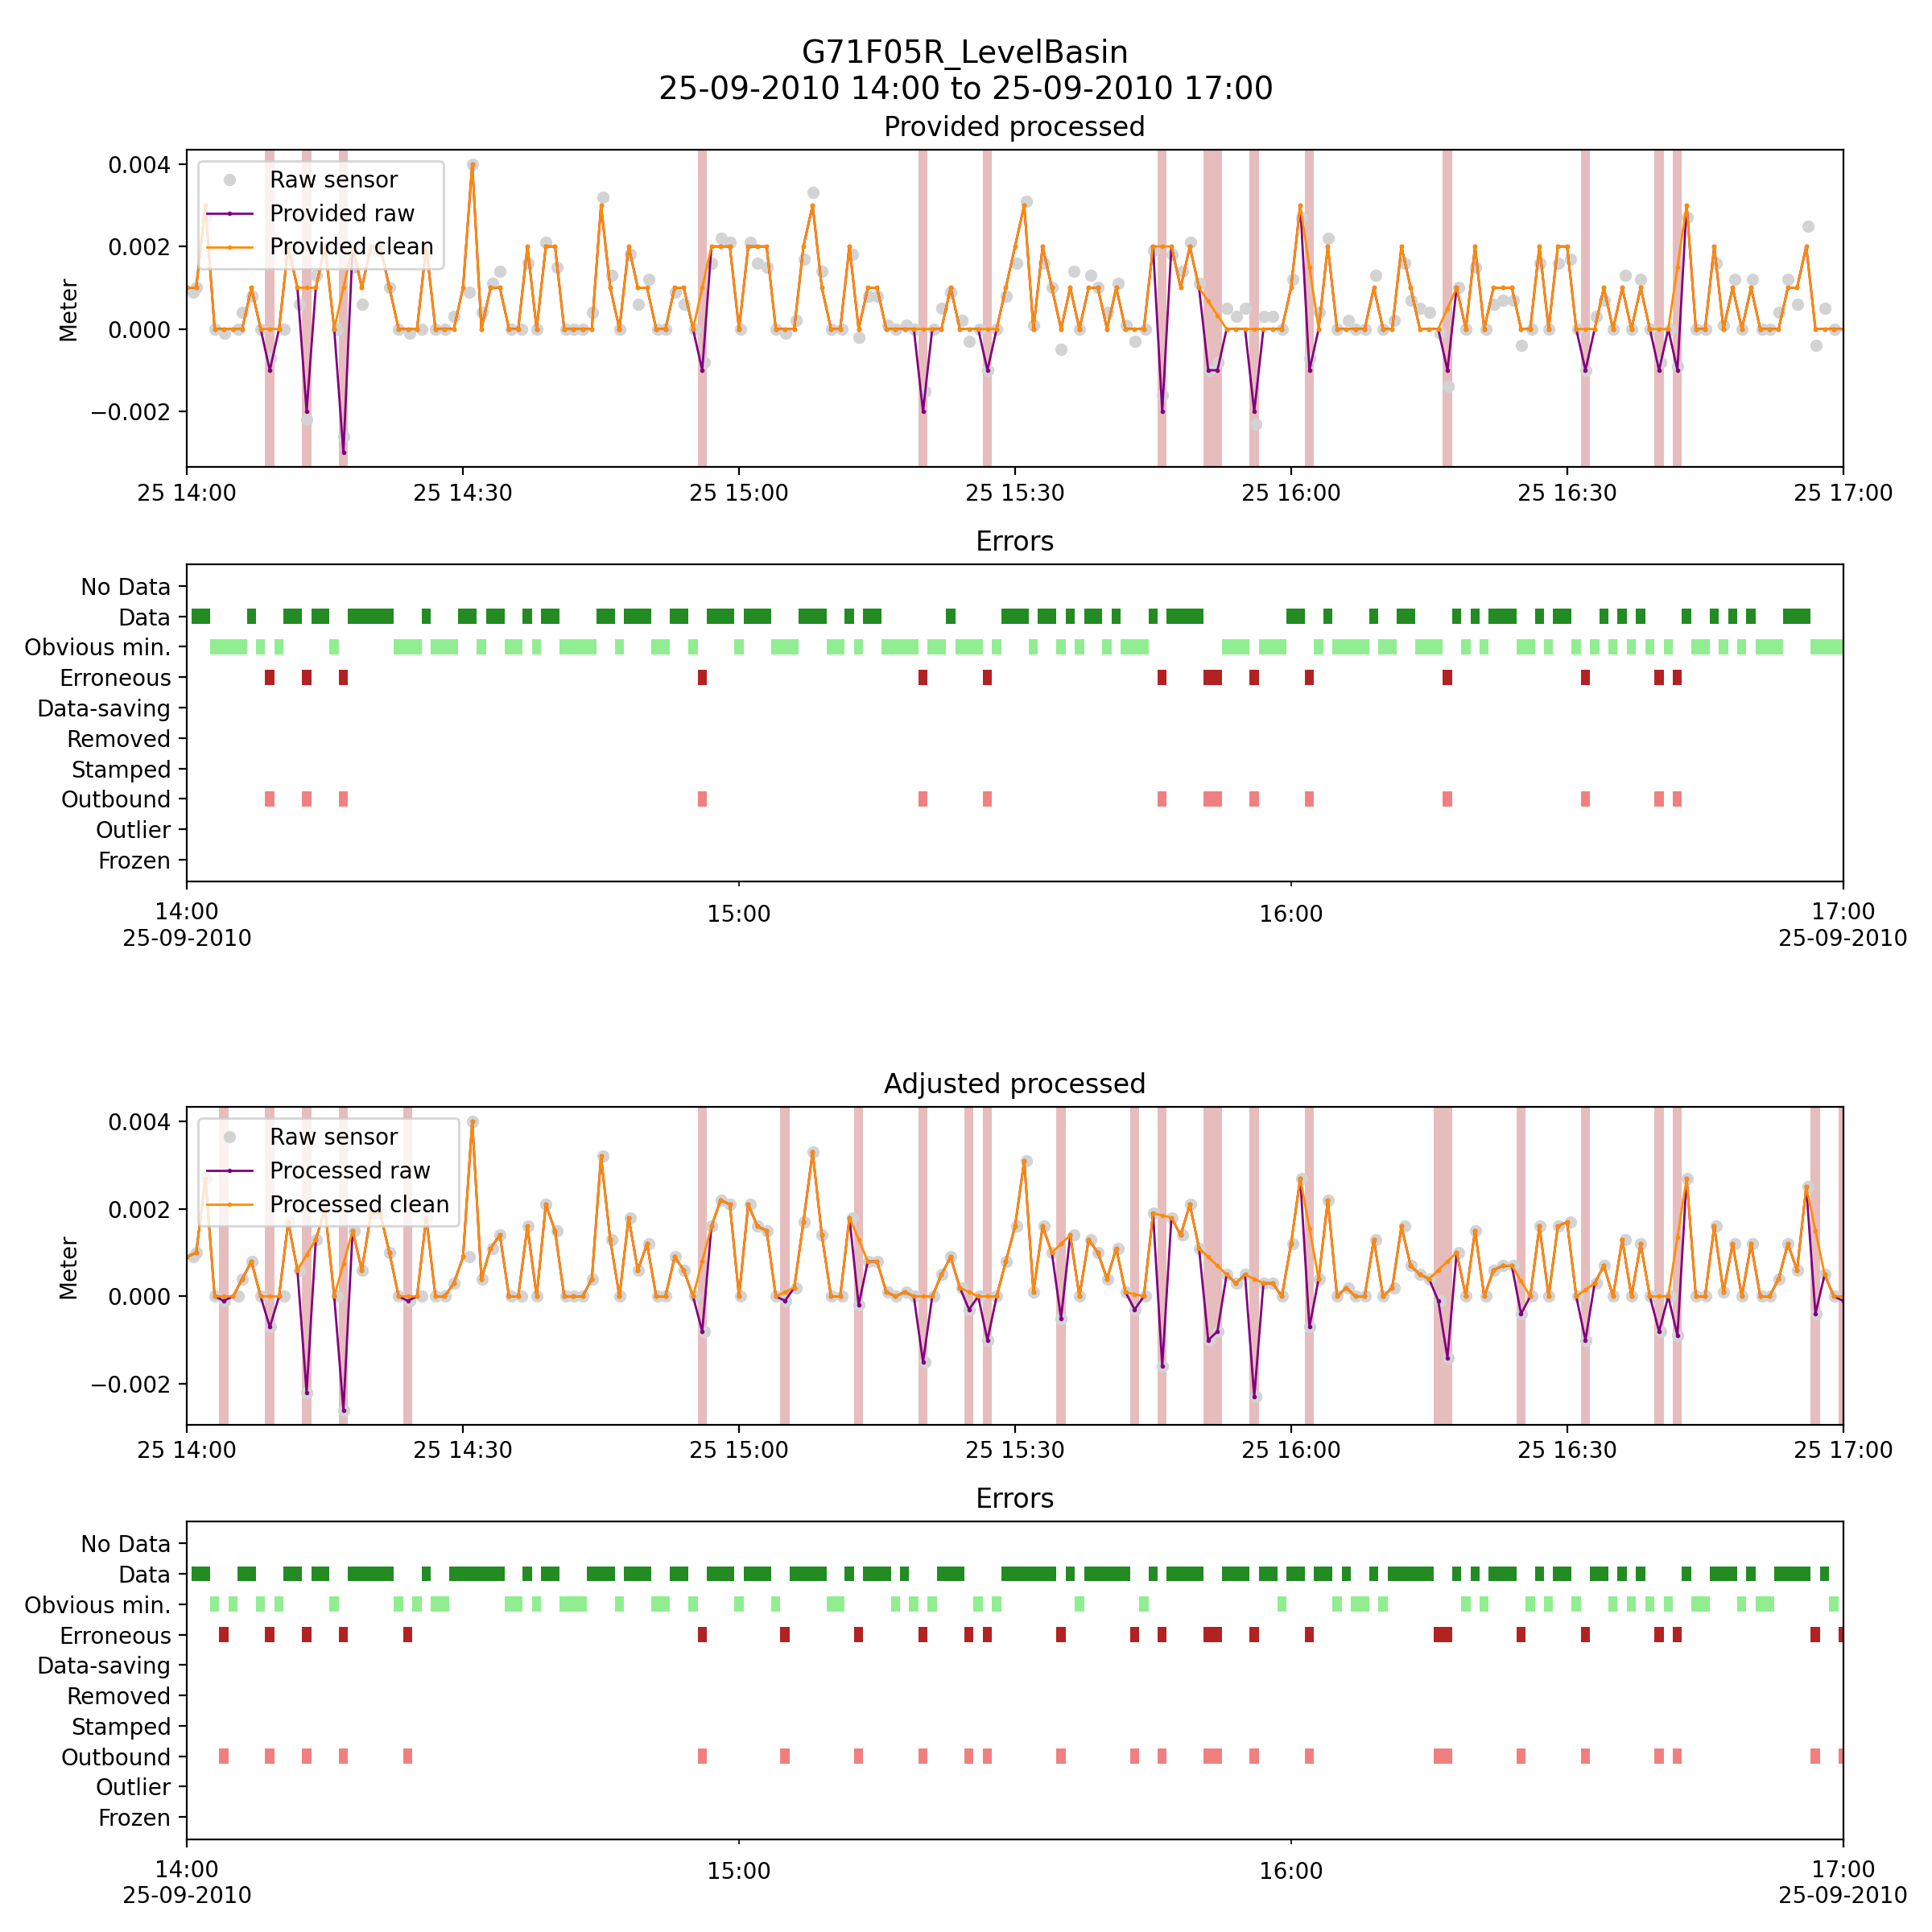 G71F05R_LevelBasin
25-09-2010 14:00 to 25-09-2010 17:00
Provided processed
Meter
0.004
0.002
0.000
−0.002
Raw sensor
Provided raw
Provided clean
25 14:00
25 14:30
25 15:00
25 15:30
25 16:00
25 16:30
25 17:00
Errors
No Data
Data
Obvious min.
Erroneous
Data-saving
Removed
Stamped
Outbound
Outlier
Frozen
14:00
25-09-2010
15:00
16:00
17:00
25-09-2010
Adjusted processed
Meter
0.004
0.002
0.000
−0.002
Raw sensor
Processed raw
Processed clean
25 14:00
25 14:30
25 15:00
25 15:30
25 16:00
25 16:30
25 17:00
Errors
No Data
Data
Obvious min.
Erroneous
Data-saving
Removed
Stamped
Outbound
Outlier
Frozen
14:00
25-09-2010
15:00
16:00
17:00
25-09-2010